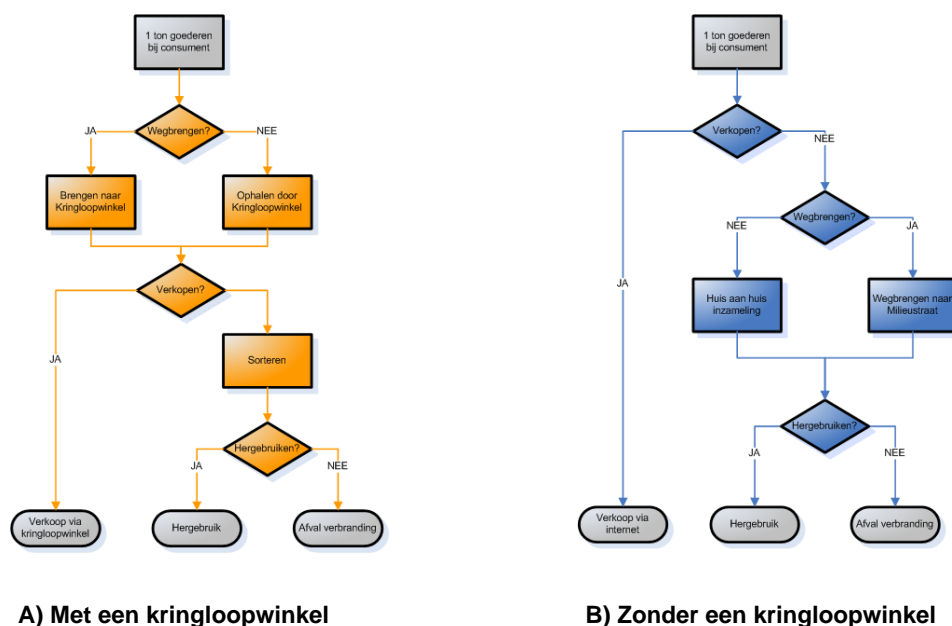 1 ton goederen
bij consument
Wegbrengen?
JA
NEE
Brengen naar
Kringloopwinkel
Ophalen door
Kringloopwinkel
Verkopen?
JA
Sorteren
Hergebruiken?
JA
NEE
Verkoop via
kringloopwinkel
Hergebruik
Afval verbranding
A) Met een kringloopwinkel
1 ton goederen
bij consument
Verkopen?
NEE
JA
Wegbrengen?
NEE
JA
Huis aan huis
inzameling
Wegbrengen naar
Milieustraat
Hergebruiken?
JA
NEE
Verkoop via
internet
Hergebruik
Afval verbranding
B) Zonder een kringloopwinkel